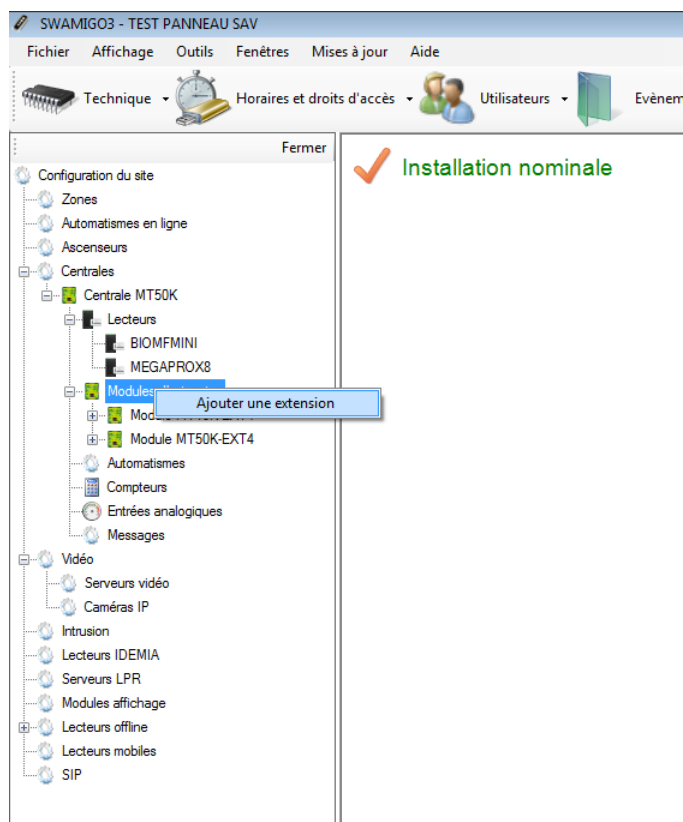 SWAMIGO3 - TEST PANNEAU SAV
Fichier Affichage Outils Fenêtres Mises à jour Aide
Technique Horaires et droits d'accès Utilisateurs Evènem
Fermer
Installation nominale
Configuration du site
Zones
Automatismes en ligne
Ascenseurs
Centrales
Centrale MT50K
Lecteurs
BIOMFMINI
MEGAPROX8
Modules
Ajouter une extension
Module MT50K-EXT4
Automatismes
Compteurs
Entrées analogiques
Messages
Vidéo
Serveurs vidéo
Caméras IP
Intrusion
Lecteurs IDEMIA
Serveurs LPR
Modules affichage
Lecteurs offline
Lecteurs mobiles
SIP